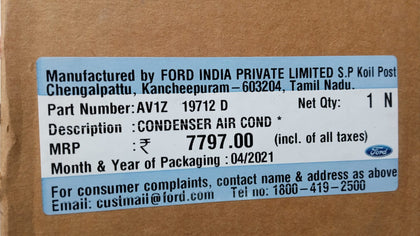 Manufactured by FORD INDIA PRIVATE LIMITED S.P Koil Post
Chengalpattu, Kancheepuram-603204, Tamil Nadu.
Part Number:AV1Z 19712 D Net Qty: 1 N
Description :CONDENSER AIR COND *
MRP :₹ 7797.00 (incl. of all taxes)
Month & Year of Packaging :04/2021
Ford
For consumer complaints, contact name & address as above
Email: custmail@ford.com Tel no: 1800-419-2500